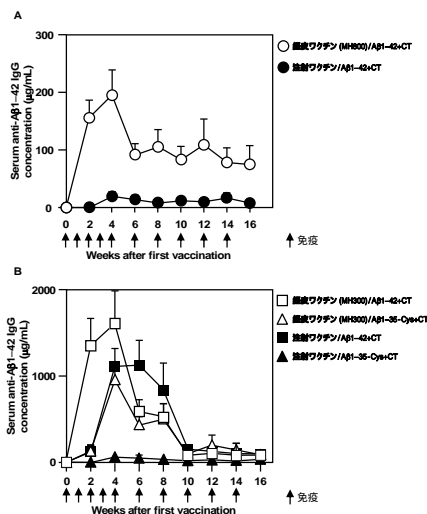 A
300
200
100
0
Serum anti-Aβ1–42 IgG
concentration (μg/mL)
0 2 4 6 8 10 12 14 16
Weeks after first vaccination
経皮ワクチン (MH800)/Aβ1–42+CT
注射ワクチン/Aβ1–42+CT
免疫
B
2000
1000
0
Serum anti-Aβ1–42 IgG
concentration (μg/mL)
0 2 4 6 8 10 12 14 16
Weeks after first vaccination
経皮ワクチン (MH300)/Aβ1–42+CT
経皮ワクチン (MH300)/Aβ1–35-Cys+CT
注射ワクチン/Aβ1–42+CT
注射ワクチン/Aβ1–35-Cys+CT
免疫